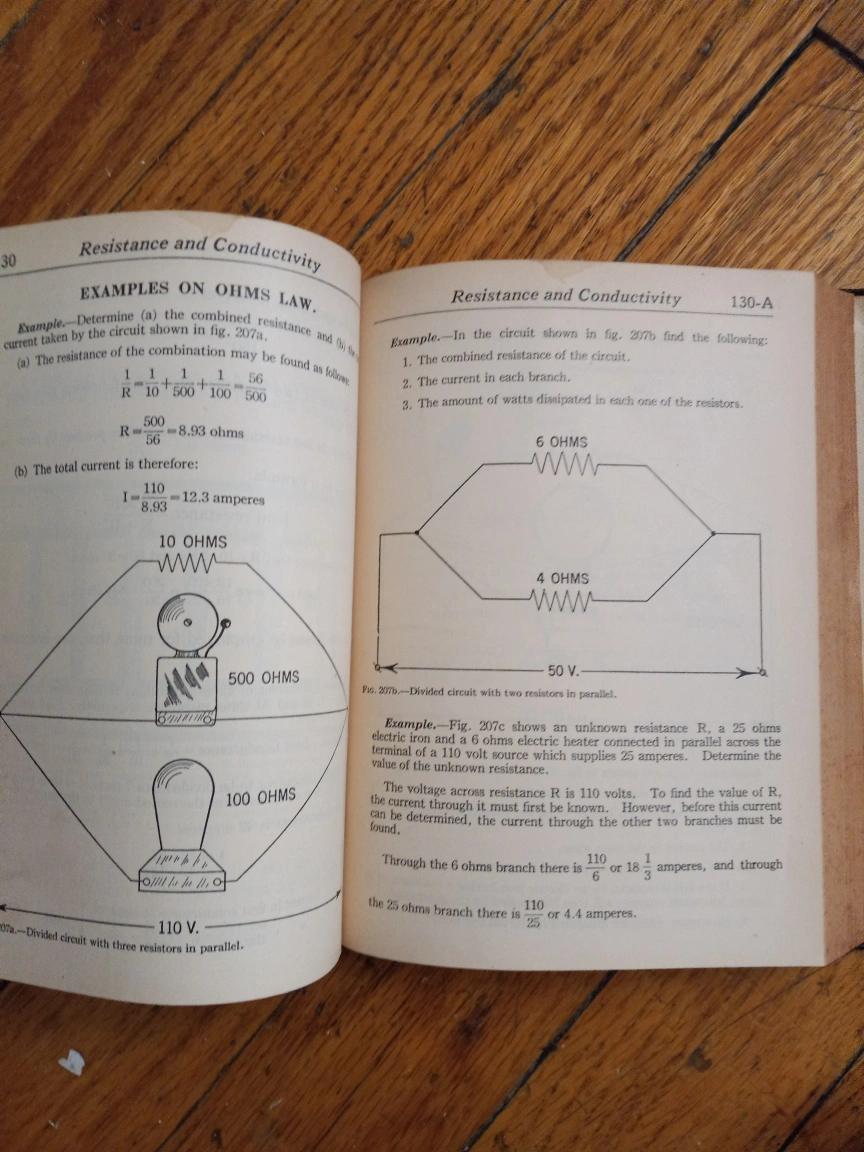 30
Resistance and Conductivity
EXAMPLES ON OHMS LAW.
Example.—Determine (a) the combined resistance and (b) the
current taken by the circuit shown in fig. 207a.
(a) The resistance of the combination may be found as follows:
1/R=1/10+1/500+1/100=56/500
R=500/56=8.93 ohms
(b) The total current is therefore:
I=110/8.93=12.3 amperes
10 OHMS
500 OHMS
100 OHMS
110 V.
207a.—Divided circuit with three resistors in parallel.
Resistance and Conductivity 130-A
Example.—In the circuit shown in fig. 207b find the following:
1. The combined resistance of the circuit.
2. The current in each branch.
3. The amount of watts dissipated in each one of the resistors.
6 OHMS
4 OHMS
50 V.
FIG. 207b.—Divided circuit with two resistors in parallel.
Example.—Fig. 207c shows an unknown resistance R, a 25 ohms
electric iron and a 6 ohms electric heater connected in parallel across the
terminal of a 110 volt source which supplies 25 amperes. Determine the
value of the unknown resistance.
The voltage across resistance R is 110 volts. To find the value of R,
the current through it must first be known. However, before this current
can be determined, the current through the other two branches must be
found.
Through the 6 ohms branch there is 110/6 or 18 1/3 amperes, and through
the 25 ohms branch there is 110/25 or 4.4 amperes.